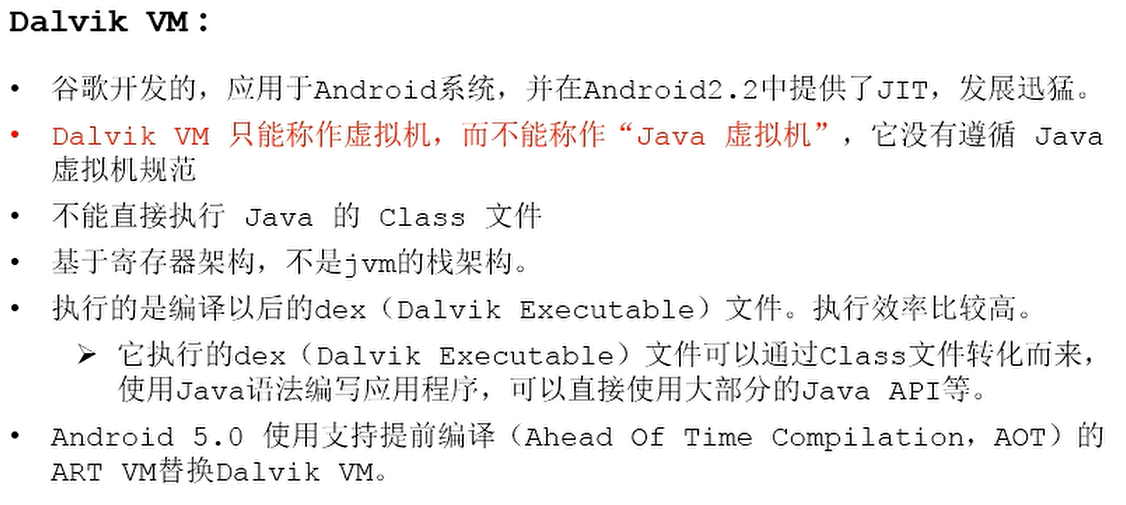 Dalvik VM：
• 谷歌开发的，应用于Android系统，并在Android2.2中提供了JIT，发展迅猛。
• Dalvik VM 只能称作虚拟机，而不能称作“Java 虚拟机”，它没有遵循 Java
虚拟机规范
• 不能直接执行 Java 的 Class 文件
• 基于寄存器架构，不是jvm的栈架构。
• 执行的是编译以后的dex（Dalvik Executable）文件。执行效率比较高。
➢ 它执行的dex（Dalvik Executable）文件可以通过Class文件转化而来，
使用Java语法编写应用程序，可以直接使用大部分的Java API等。
• Android 5.0 使用支持提前编译（Ahead Of Time Compilation，AOT）的
ART VM替换Dalvik VM。